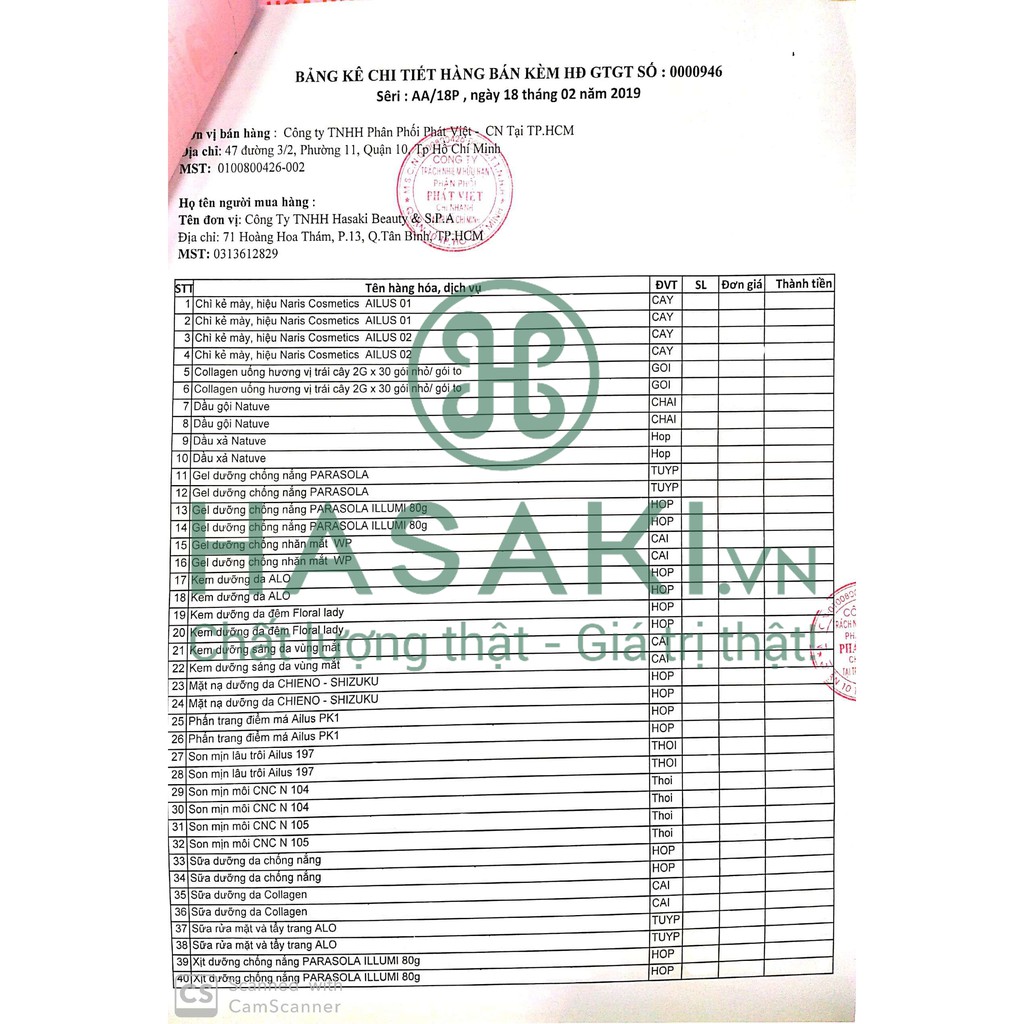 BẢNG KÊ CHI TIẾT HÀNG BÁN KÈM HĐ GTGT SỐ : 0000946
Sêri : AA/18P , ngày 18 tháng 02 năm 2019
vị bán hàng : Công ty TNHH Phân Phối Phát Việt - CN Tại TP.HCM
Địa chỉ: 47 đường 3/2, Phường 11, Quận 10, Tp Hồ Chí Minh
MST: 0100800426-002
CÔNG TY
TRÁCH NHIỆM HỮU HẠN
PHÂN PHỐI
PHÁT VIỆT
CHI NHÁNH
Họ tên người mua hàng :
Tên đơn vị: Công Ty TNHH Hasaki Beauty & S.P.A
Địa chỉ: 71 Hoàng Hoa Thám, P.13, Q.Tân Bình, TP.HCM
MST: 0313612829
STT Tên hàng hóa, dịch vụ ĐVT SL Đơn giá Thành tiền
1 Chì kẻ mày, hiệu Naris Cosmetics AILUS 01 CAY
2 Chì kẻ mày, hiệu Naris Cosmetics AILUS 01 CAY
3 Chì kẻ mày, hiệu Naris Cosmetics AILUS 02 CAY
4 Chì kẻ mày, hiệu Naris Cosmetics AILUS 02 CAY
5 Collagen uống hương vị trái cây 2G x 30 gói nhỏ/ gói to GOI
6 Collagen uống hương vị trái cây 2G x 30 gói nhỏ/ gói to GOI
7 Dầu gội Natuve CHAI
8 Dầu gội Natuve CHAI
9 Dầu xả Natuve Hop
10 Dầu xả Natuve Hop
11 Gel dưỡng chống nắng PARASOLA TUYP
12 Gel dưỡng chống nắng PARASOLA TUYP
13 Gel dưỡng chống nắng PARASOLA ILLUMI 80g HOP
14 Gel dưỡng chống nắng PARASOLA ILLUMI 80g HOP
15 Gel dưỡng chống nhăn mắt WP CAI
16 Gel dưỡng chống nhăn mắt WP CAI
17 Kem dưỡng da ALO HOP
18 Kem dưỡng da ALO HOP
19 Kem dưỡng da đêm Floral lady HOP
20 Kem dưỡng da đêm Floral lady HOP
21 Kem dưỡng sáng da vùng mắt CAI
22 Kem dưỡng sáng da vùng mắt CAI
23 Mặt nạ dưỡng da CHIENO - SHIZUKU HOP
24 Mặt nạ dưỡng da CHIENO - SHIZUKU HOP
25 Phấn trang điểm má Ailus PK1 HOP
26 Phấn trang điểm má Ailus PK1 HOP
27 Son mịn lâu trôi Ailus 197 THOI
28 Son mịn lâu trôi Ailus 197 THOI
29 Son mịn môi CNC N 104 Thoi
30 Son mịn môi CNC N 104 Thoi
31 Son mịn môi CNC N 105 Thoi
32 Son mịn môi CNC N 105 Thoi
33 Sữa dưỡng da chống nắng HOP
34 Sữa dưỡng da chống nắng HOP
35 Sữa dưỡng da Collagen CAI
36 Sữa dưỡng da Collagen CAI
37 Sữa rửa mặt và tẩy trang ALO TUYP
38 Sữa rửa mặt và tẩy trang ALO TUYP
39 Xịt dưỡng chống nắng PARASOLA ILLUMI 80g HOP
40 Xịt dưỡng chống nắng PARASOLA ILLUMI 80g HOP
HASAKI.VN
Chất lượng thật - Giá trị thật!
CS Scanned with
CamScanner